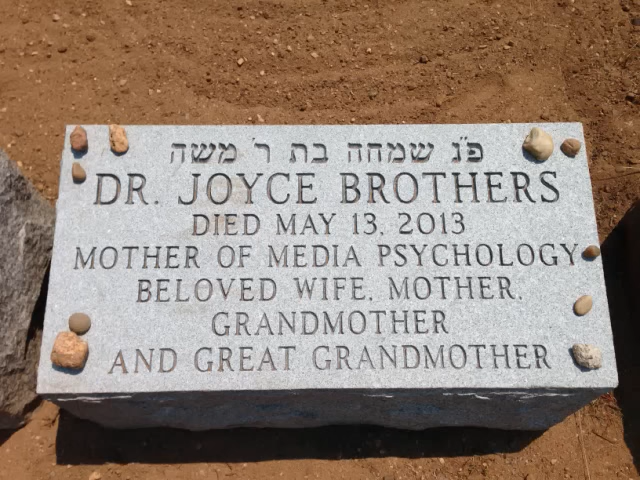 פ"נ שמחה בת ר' משה
DR. JOYCE BROTHERS
DIED MAY 13, 2013
MOTHER OF MEDIA PSYCHOLOGY
BELOVED WIFE, MOTHER,
GRANDMOTHER
AND GREAT GRANDMOTHER